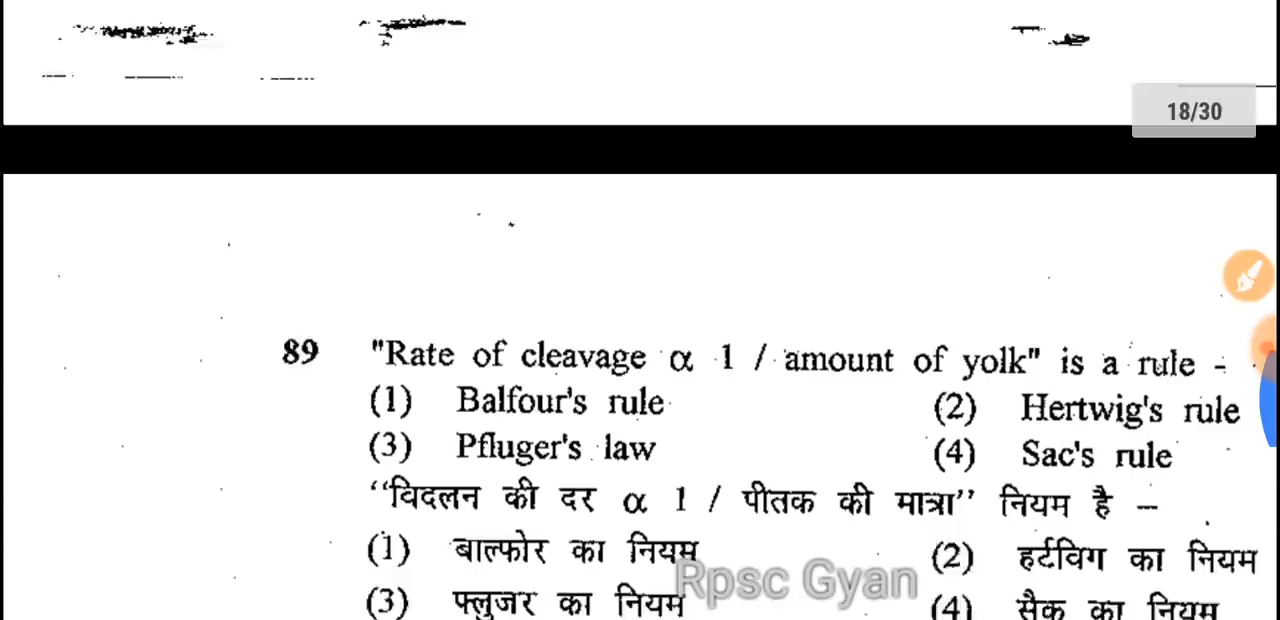 18/30
89 "Rate of cleavage α 1 / amount of yolk" is a rule -
(1) Balfour's rule (2) Hertwig's rule
(3) Pfluger's law (4) Sac's rule
“विदलन की दर α 1 / पीतक की मात्रा” नियम है –
(1) बाल्फोर का नियम (2) हर्टविग का नियम
Rpsc Gyan
(3) फ्लुजर का नियम (4) सैक का नियम